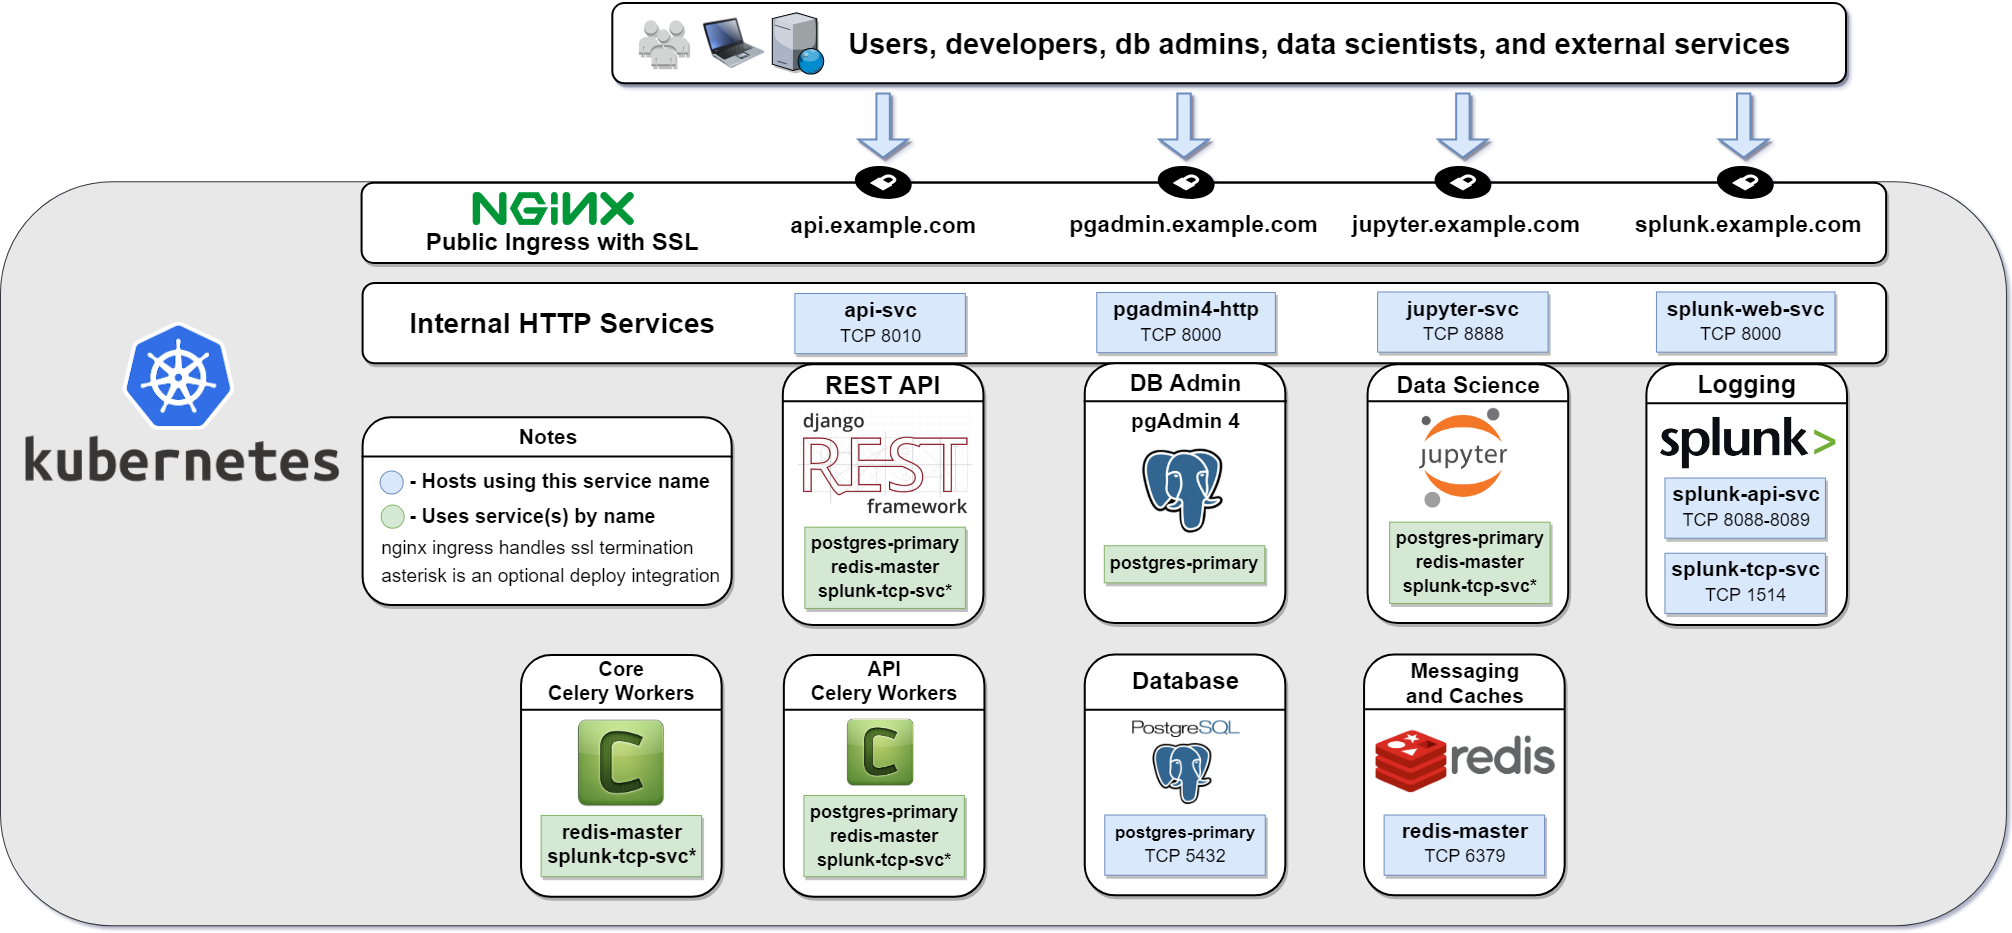 Users, developers, db admins, data scientists, and external services
NGINX
Public Ingress with SSL
api.example.com
pgadmin.example.com
jupyter.example.com
splunk.example.com
Internal HTTP Services
api-svc
TCP 8010
pgadmin4-http
TCP 8000
jupyter-svc
TCP 8888
splunk-web-svc
TCP 8000
kubernetes
Notes
- Hosts using this service name
- Uses service(s) by name
nginx ingress handles ssl termination
asterisk is an optional deploy integration
REST API
django
REST
framework
postgres-primary
redis-master
splunk-tcp-svc*
DB Admin
pgAdmin 4
postgres-primary
Data Science
jupyter
postgres-primary
redis-master
splunk-tcp-svc*
Logging
splunk>
splunk-api-svc
TCP 8088-8089
splunk-tcp-svc
TCP 1514
Core
Celery Workers
C
redis-master
splunk-tcp-svc*
API
Celery Workers
C
postgres-primary
redis-master
splunk-tcp-svc*
Database
PostgreSQL
postgres-primary
TCP 5432
Messaging
and Caches
redis
redis-master
TCP 6379